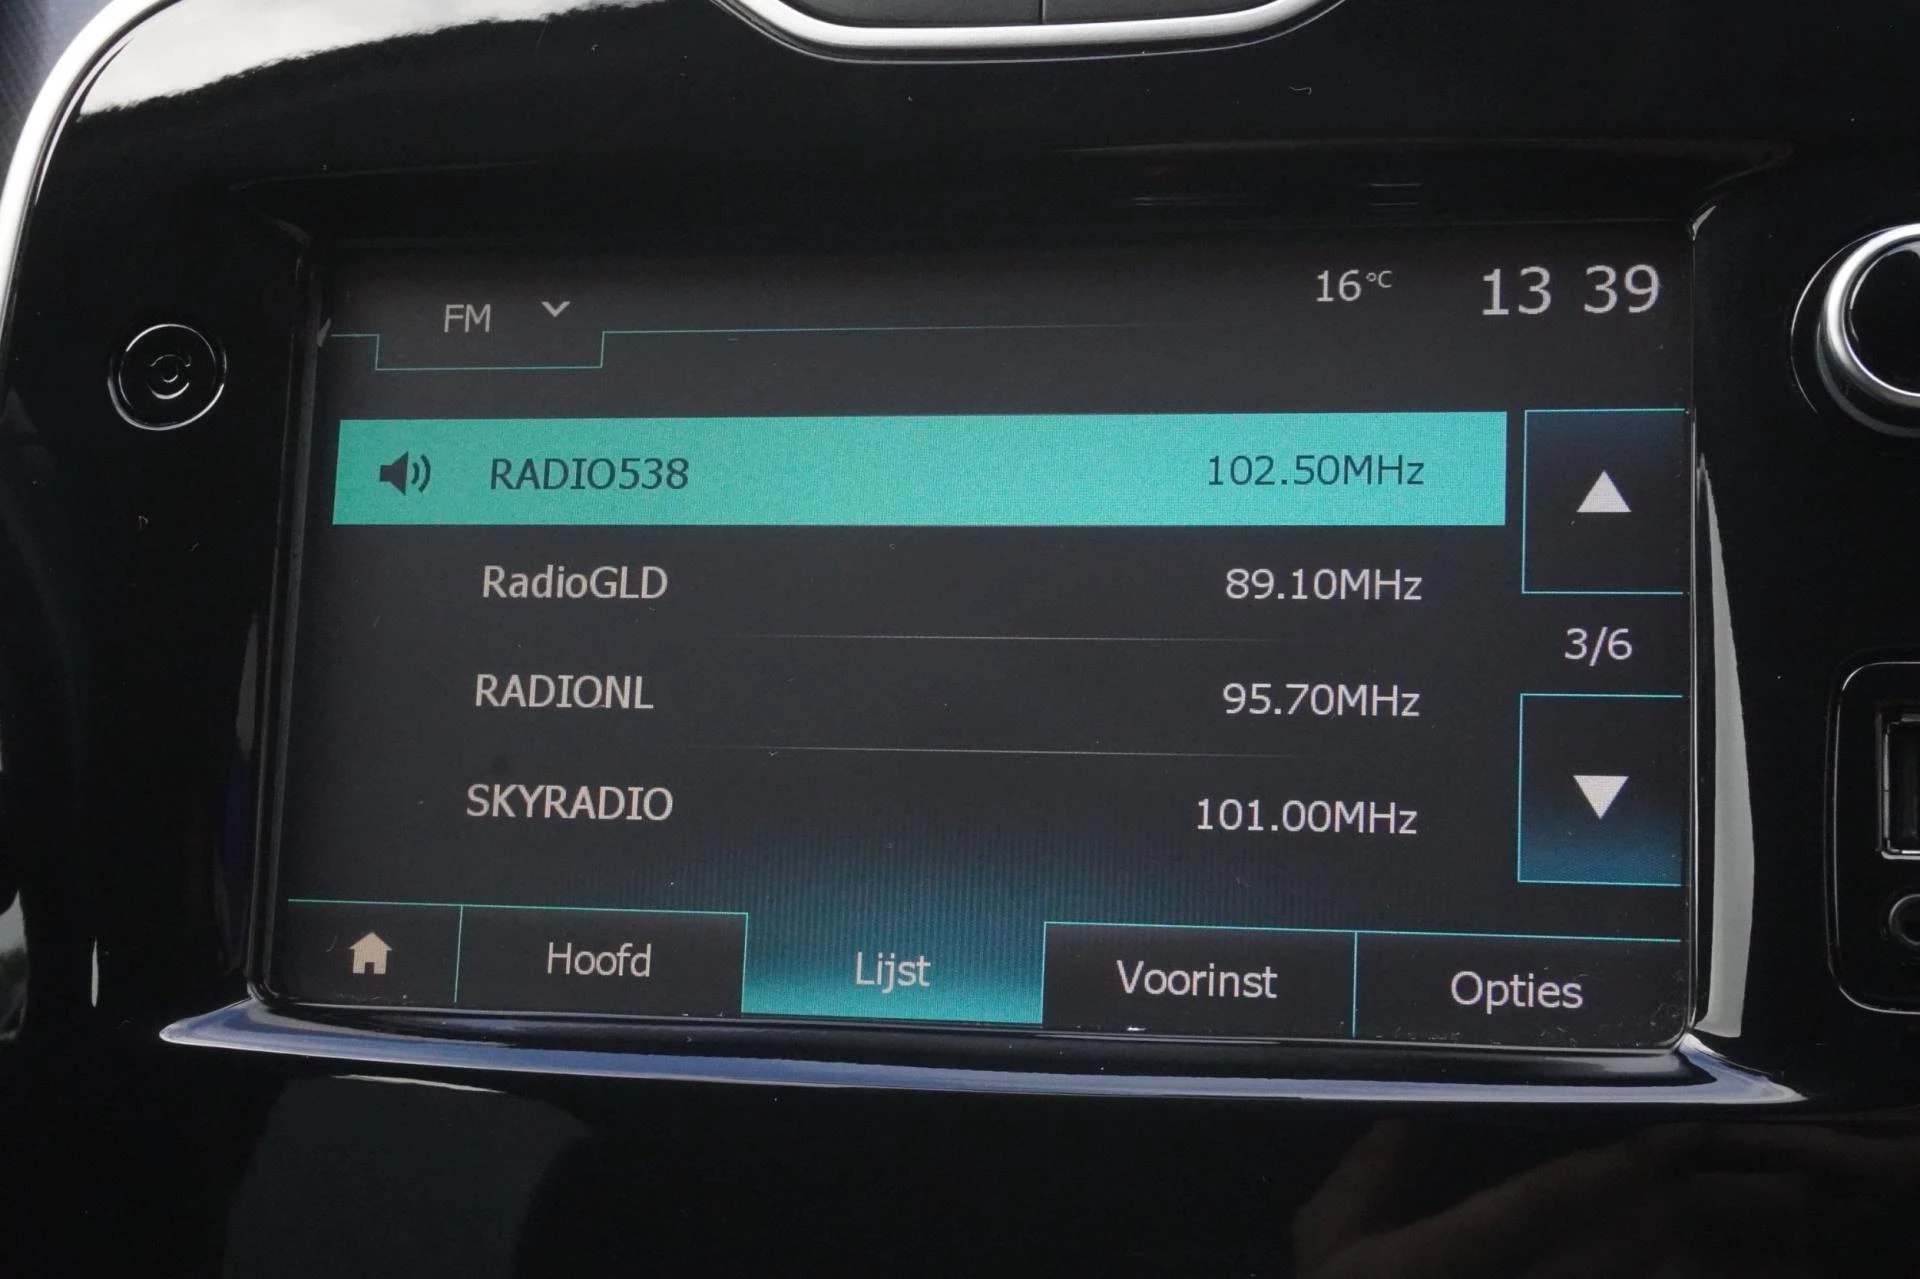 FM 16°C 13 39
RADIO538 102.50MHz
RadioGLD 89.10MHz
3/6
RADIONL 95.70MHz
SKYRADIO 101.00MHz
Hoofd Lijst Voorinst Opties